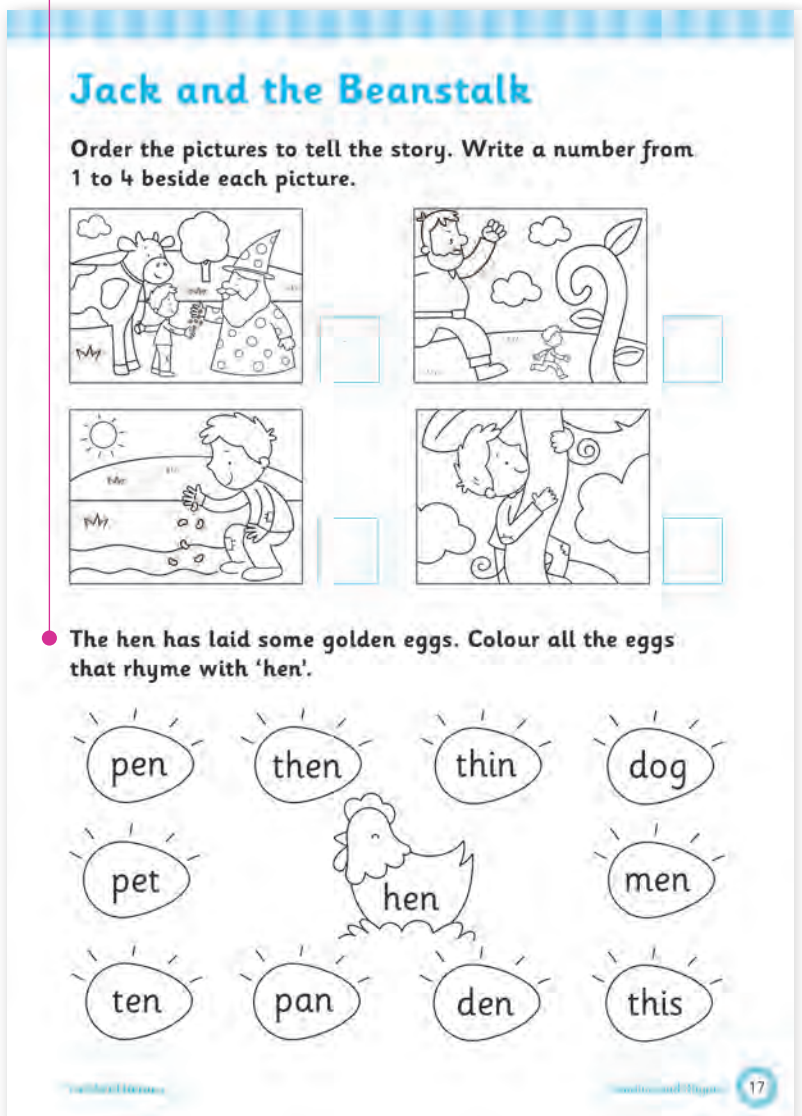 Jack and the Beanstalk
Order the pictures to tell the story. Write a number from
1 to 4 beside each picture.
The hen has laid some golden eggs. Colour all the eggs
that rhyme with ‘hen’.
pen then thin dog
pet hen men
ten pan den this
17